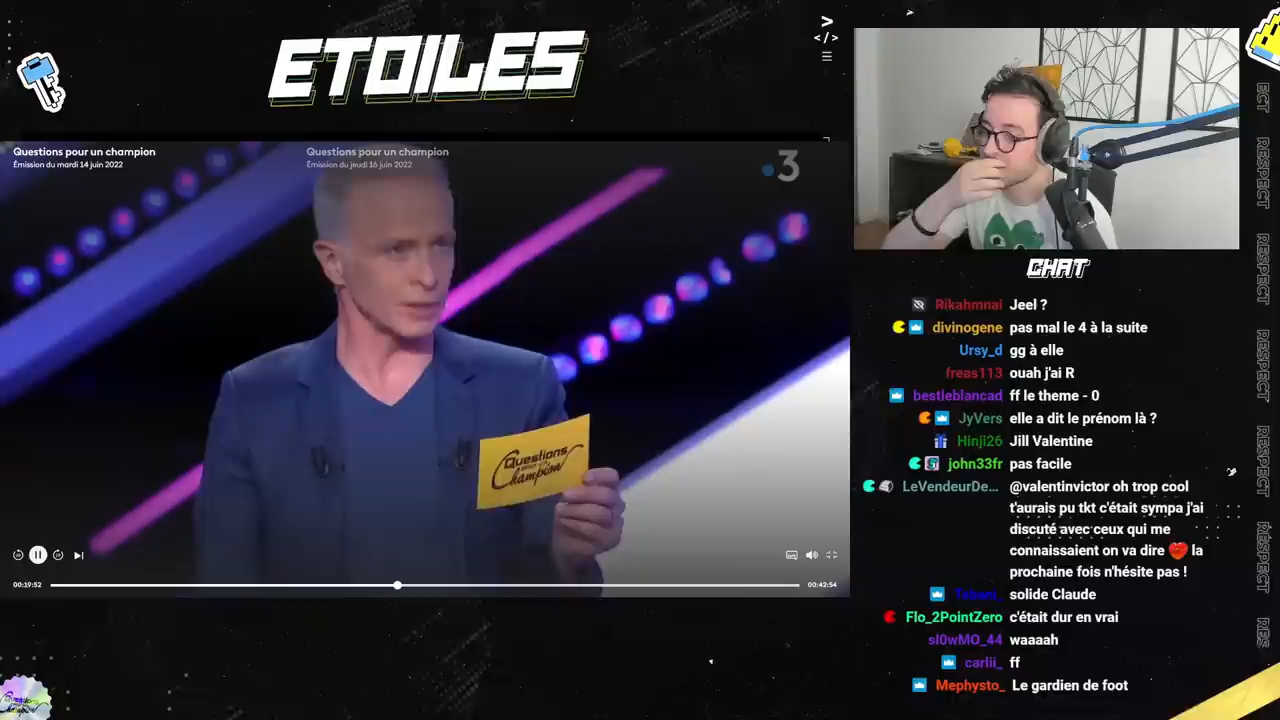 ETOILES
>
</>
Questions pour un champion
Émission du mardi 14 juin 2022
Questions pour un champion
Émission du jeudi 16 juin 2022
3
Questions
Champion
00:19:52
00:42:54
CHAT
Rikahmnai Jeel ?
divinogene pas mal le 4 à la suite
Ursy_d gg à elle
freas113 ouah j'ai R
bestleblancad ff le theme - 0
JyVers elle a dit le prénom là ?
Hinji26 Jill Valentine
john33fr pas facile
LeVendeurDe... @valentinvictor oh trop cool
t'aurais pu tkt c'était sympa j'ai
discuté avec ceux qui me
connaissaient on va dire ❤️ la
prochaine fois n'hésite pas !
solide Claude
Flo_2PointZero c'était dur en vrai
sl0wMO_44 waaaah
carlii_ ff
Mephysto_ Le gardien de foot
ECT
RESPECT
RESPECT
RESPECT
RESPECT
RES
Questions
Champion